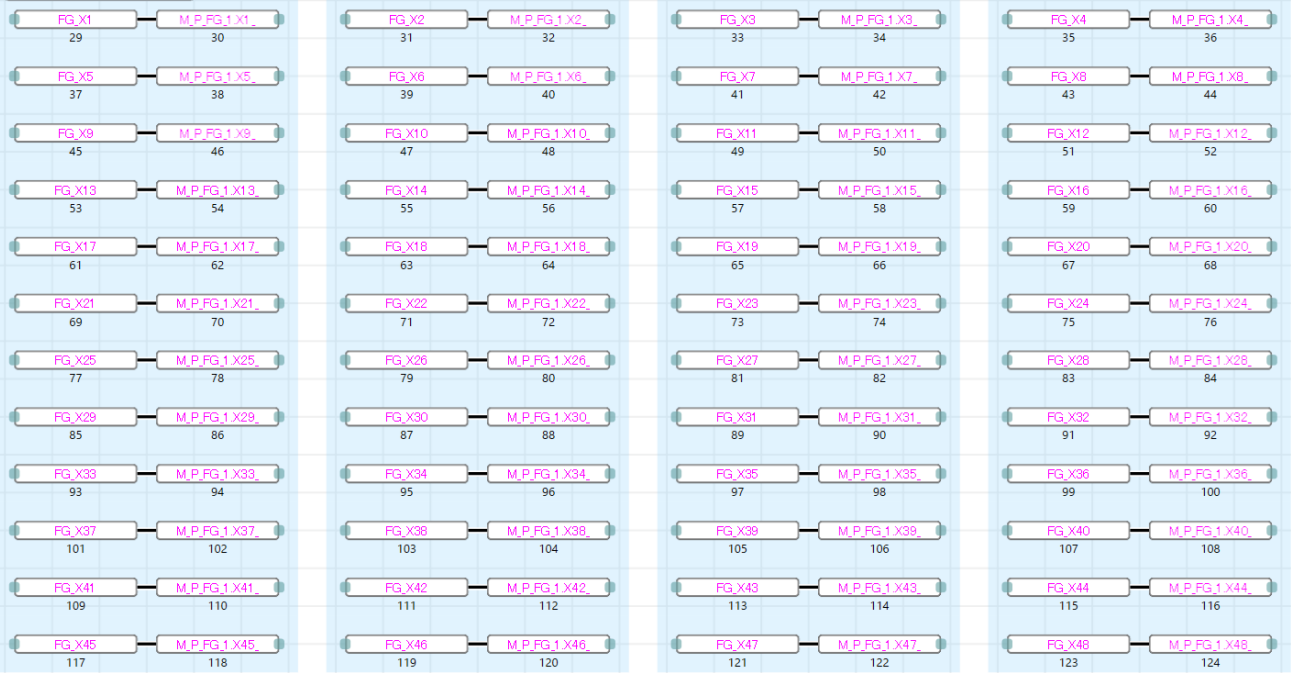 FG_X1 M_P_FG_1.X1_ FG_X2 M_P_FG_1.X2_ FG_X3 M_P_FG_1.X3_ FG_X4 M_P_FG_1.X4_
29 30 31 32 33 34 35 36
FG_X5 M_P_FG_1.X5_ FG_X6 M_P_FG_1.X6_ FG_X7 M_P_FG_1.X7_ FG_X8 M_P_FG_1.X8_
37 38 39 40 41 42 43 44
FG_X9 M_P_FG_1.X9_ FG_X10 M_P_FG_1.X10_ FG_X11 M_P_FG_1.X11_ FG_X12 M_P_FG_1.X12_
45 46 47 48 49 50 51 52
FG_X13 M_P_FG_1.X13_ FG_X14 M_P_FG_1.X14_ FG_X15 M_P_FG_1.X15_ FG_X16 M_P_FG_1.X16_
53 54 55 56 57 58 59 60
FG_X17 M_P_FG_1.X17_ FG_X18 M_P_FG_1.X18_ FG_X19 M_P_FG_1.X19_ FG_X20 M_P_FG_1.X20_
61 62 63 64 65 66 67 68
FG_X21 M_P_FG_1.X21_ FG_X22 M_P_FG_1.X22_ FG_X23 M_P_FG_1.X23_ FG_X24 M_P_FG_1.X24_
69 70 71 72 73 74 75 76
FG_X25 M_P_FG_1.X25_ FG_X26 M_P_FG_1.X26_ FG_X27 M_P_FG_1.X27_ FG_X28 M_P_FG_1.X28_
77 78 79 80 81 82 83 84
FG_X29 M_P_FG_1.X29_ FG_X30 M_P_FG_1.X30_ FG_X31 M_P_FG_1.X31_ FG_X32 M_P_FG_1.X32_
85 86 87 88 89 90 91 92
FG_X33 M_P_FG_1.X33_ FG_X34 M_P_FG_1.X34_ FG_X35 M_P_FG_1.X35_ FG_X36 M_P_FG_1.X36_
93 94 95 96 97 98 99 100
FG_X37 M_P_FG_1.X37_ FG_X38 M_P_FG_1.X38_ FG_X39 M_P_FG_1.X39_ FG_X40 M_P_FG_1.X40_
101 102 103 104 105 106 107 108
FG_X41 M_P_FG_1.X41_ FG_X42 M_P_FG_1.X42_ FG_X43 M_P_FG_1.X43_ FG_X44 M_P_FG_1.X44_
109 110 111 112 113 114 115 116
FG_X45 M_P_FG_1.X45_ FG_X46 M_P_FG_1.X46_ FG_X47 M_P_FG_1.X47_ FG_X48 M_P_FG_1.X48_
117 118 119 120 121 122 123 124